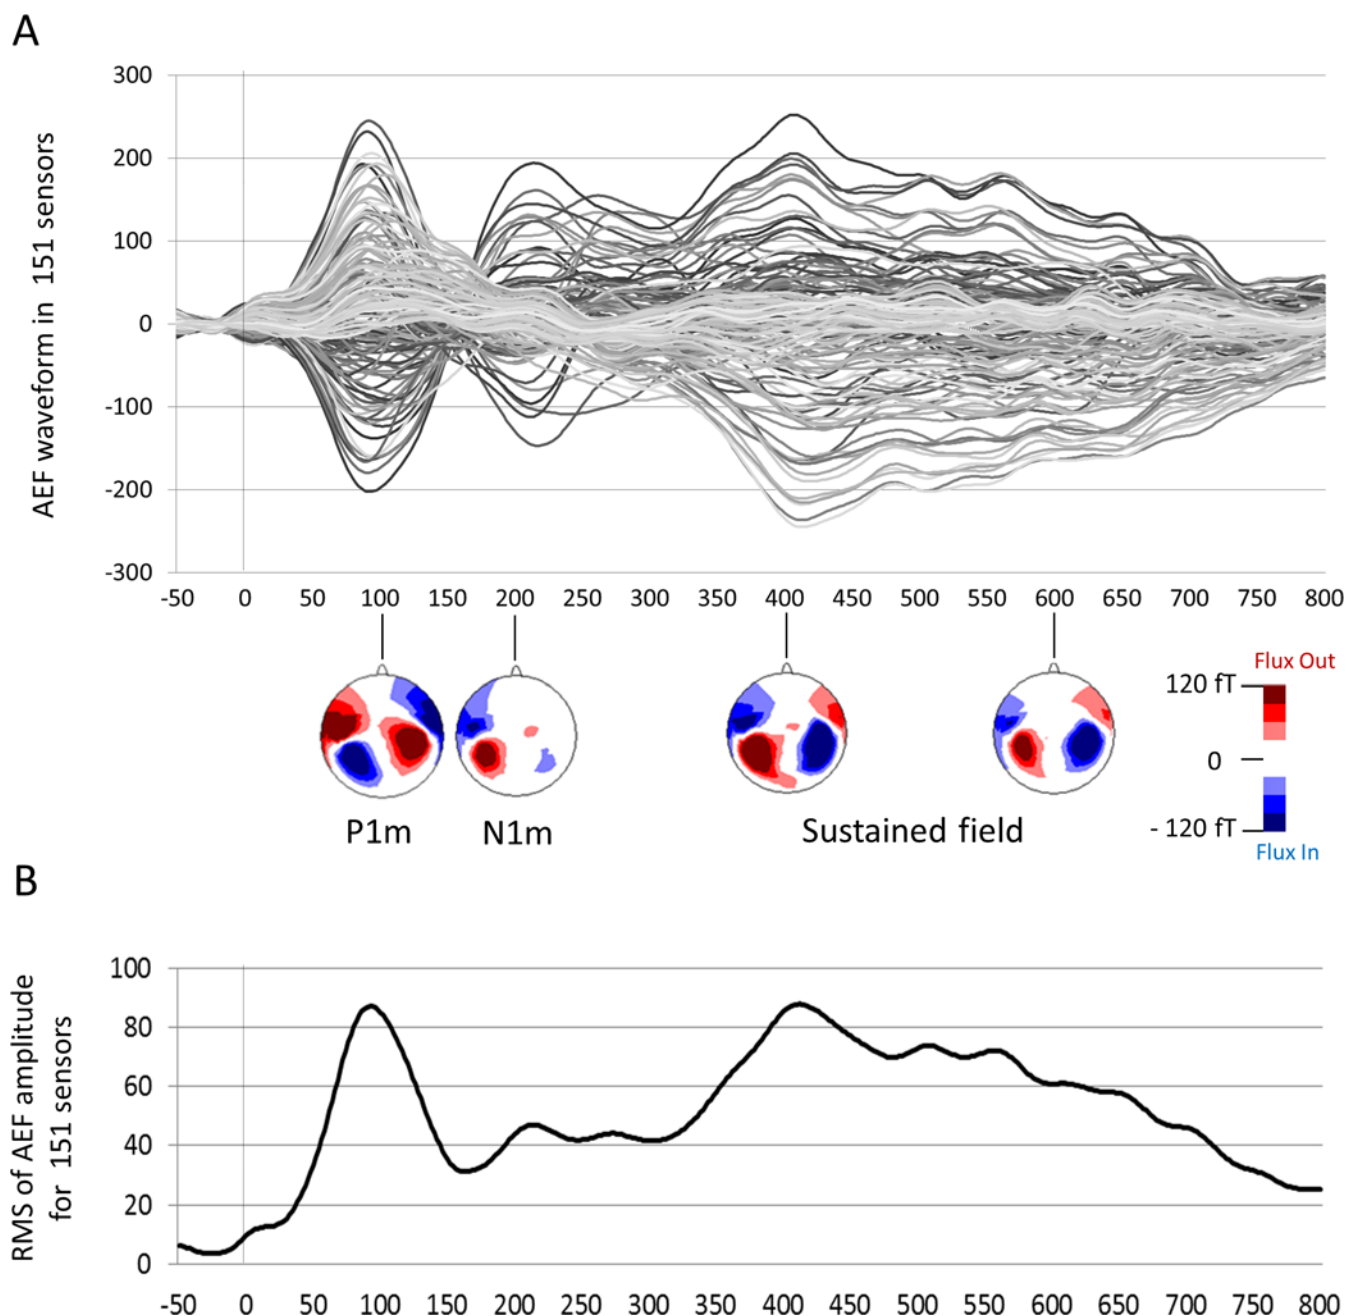 A
AEF waveform in 151 sensors
300
200
100
0
-100
-200
-300
-50 0 50 100 150 200 250 300 350 400 450 500 550 600 650 700 750 800
Flux Out
120 fT
0
- 120 fT
Flux In
P1m N1m Sustained field
B
RMS of AEF amplitude
for 151 sensors
100
80
60
40
20
0
-50 0 50 100 150 200 250 300 350 400 450 500 550 600 650 700 750 800